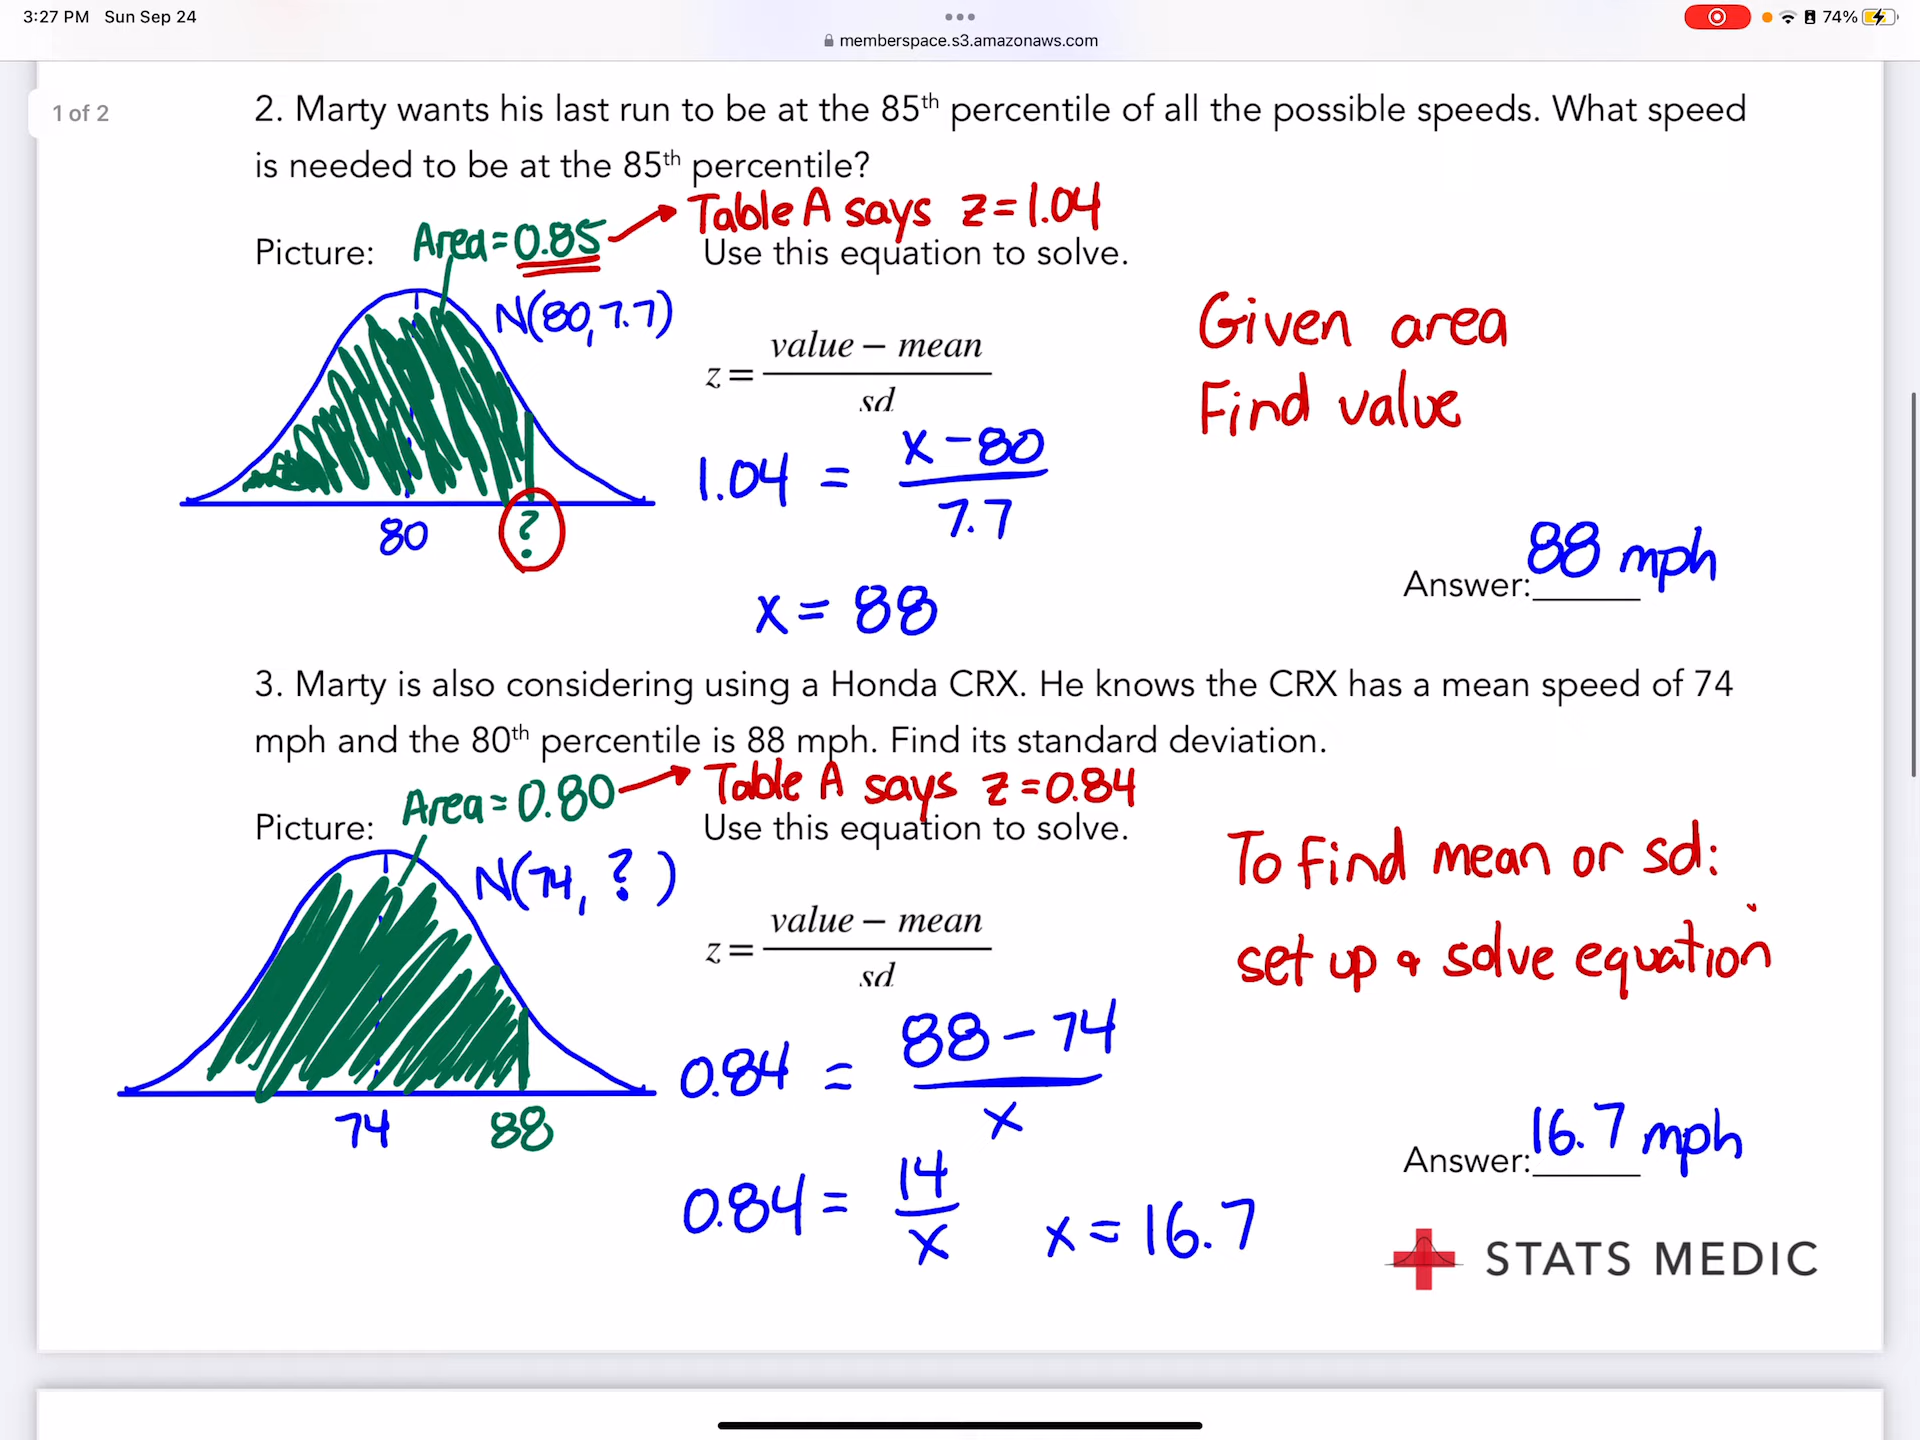 3:27 PM Sun Sep 24
74%
memberspace.s3.amazonaws.com
1 of 2
2. Marty wants his last run to be at the 85th percentile of all the possible speeds. What speed
is needed to be at the 85th percentile?
Table A says z=1.04
Area=0.85
Picture:
Use this equation to solve.
N(80,7.7)
Given area
z = value − mean / sd
Find value
1.04 = x-80 / 7.7
80
?
88 mph
Answer:______
x = 88
3. Marty is also considering using a Honda CRX. He knows the CRX has a mean speed of 74
mph and the 80th percentile is 88 mph. Find its standard deviation.
Table A says z=0.84
Area=0.80
Picture:
Use this equation to solve.
N(74, ?)
To find mean or sd:
z = value − mean / sd
set up & solve equation
0.84 = 88-74 / x
74
88
16.7 mph
Answer:______
0.84 = 14 / x
x = 16.7
STATS MEDIC